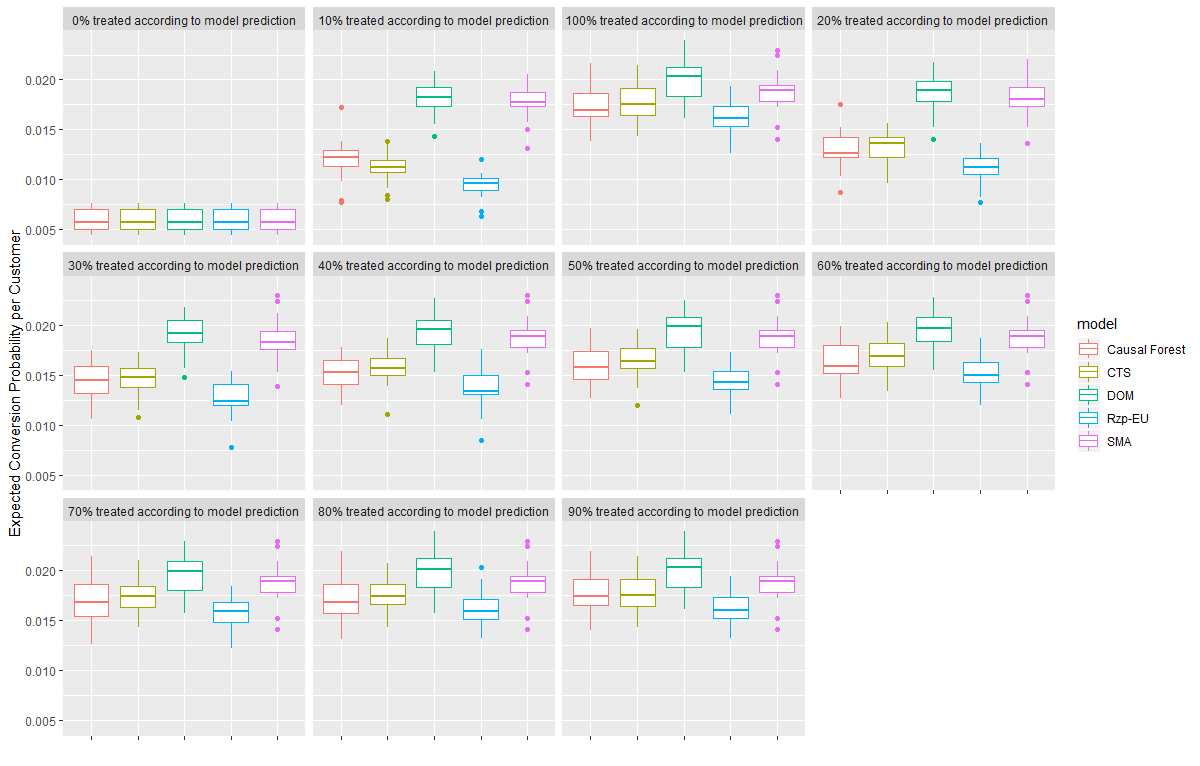 0% treated according to model prediction
10% treated according to model prediction
100% treated according to model prediction
20% treated according to model prediction
0.020
0.015
0.010
0.005
30% treated according to model prediction
40% treated according to model prediction
50% treated according to model prediction
60% treated according to model prediction
0.020
0.015
0.010
0.005
70% treated according to model prediction
80% treated according to model prediction
90% treated according to model prediction
0.020
0.015
0.010
0.005
Expected Conversion Probability per Customer
model
Causal Forest
CTS
DOM
Rzp-EU
SMA